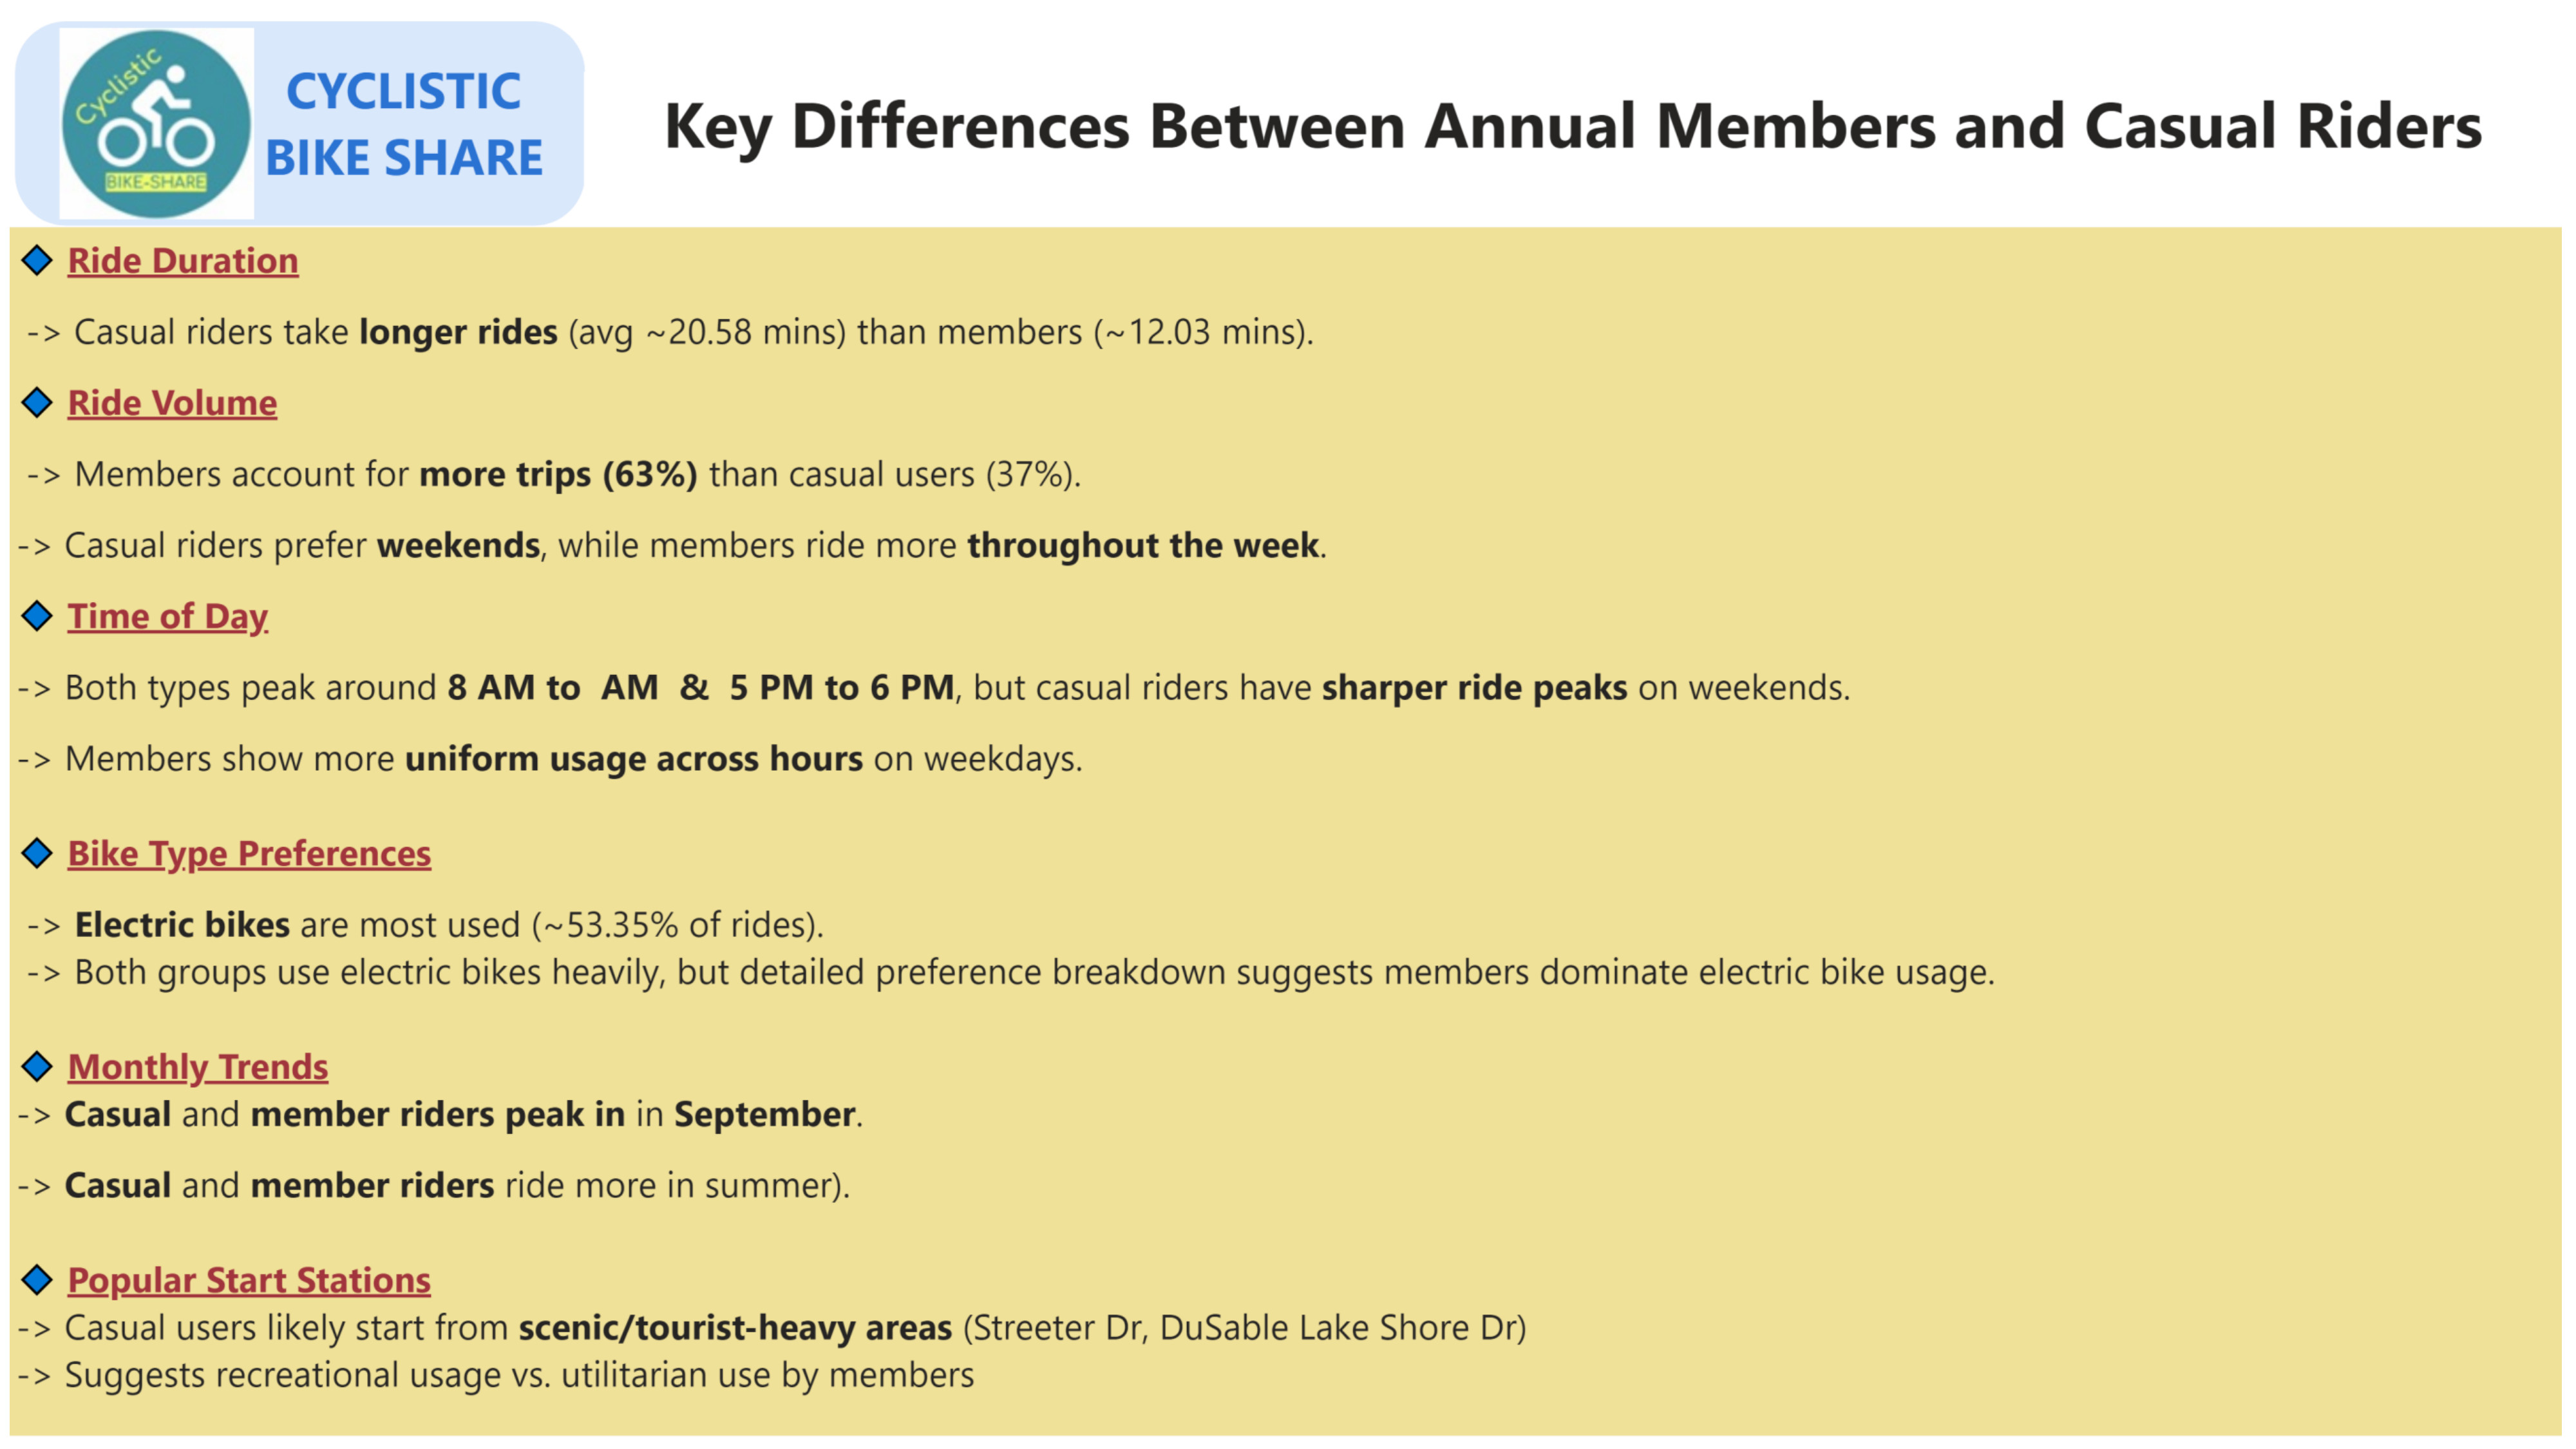 Cyclistic
BIKE-SHARE
CYCLISTIC
BIKE SHARE
Key Differences Between Annual Members and Casual Riders
Ride Duration
-> Casual riders take longer rides (avg ~20.58 mins) than members (~12.03 mins).
Ride Volume
-> Members account for more trips (63%) than casual users (37%).
-> Casual riders prefer weekends, while members ride more throughout the week.
Time of Day
-> Both types peak around 8 AM to  AM  &  5 PM to 6 PM, but casual riders have sharper ride peaks on weekends.
-> Members show more uniform usage across hours on weekdays.
Bike Type Preferences
-> Electric bikes are most used (~53.35% of rides).
-> Both groups use electric bikes heavily, but detailed preference breakdown suggests members dominate electric bike usage.
Monthly Trends
-> Casual and member riders peak in in September.
-> Casual and member riders ride more in summer).
Popular Start Stations
-> Casual users likely start from scenic/tourist-heavy areas (Streeter Dr, DuSable Lake Shore Dr)
-> Suggests recreational usage vs. utilitarian use by members